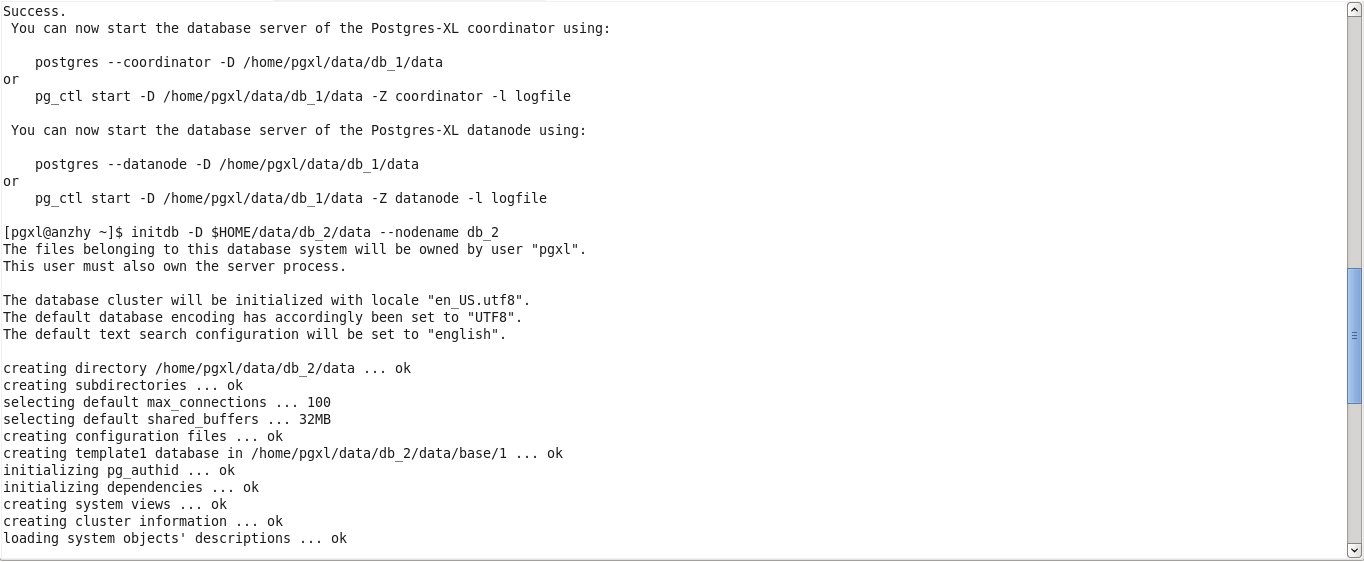 Success.
 You can now start the database server of the Postgres-XL coordinator using:

    postgres --coordinator -D /home/pgxl/data/db_1/data
or
    pg_ctl start -D /home/pgxl/data/db_1/data -Z coordinator -l logfile

 You can now start the database server of the Postgres-XL datanode using:

    postgres --datanode -D /home/pgxl/data/db_1/data
or
    pg_ctl start -D /home/pgxl/data/db_1/data -Z datanode -l logfile

[pgxl@anzhy ~]$ initdb -D $HOME/data/db_2/data --nodename db_2
The files belonging to this database system will be owned by user "pgxl".
This user must also own the server process.

The database cluster will be initialized with locale "en_US.utf8".
The default database encoding has accordingly been set to "UTF8".
The default text search configuration will be set to "english".

creating directory /home/pgxl/data/db_2/data ... ok
creating subdirectories ... ok
selecting default max_connections ... 100
selecting default shared_buffers ... 32MB
creating configuration files ... ok
creating template1 database in /home/pgxl/data/db_2/data/base/1 ... ok
initializing pg_authid ... ok
initializing dependencies ... ok
creating system views ... ok
creating cluster information ... ok
loading system objects' descriptions ... ok